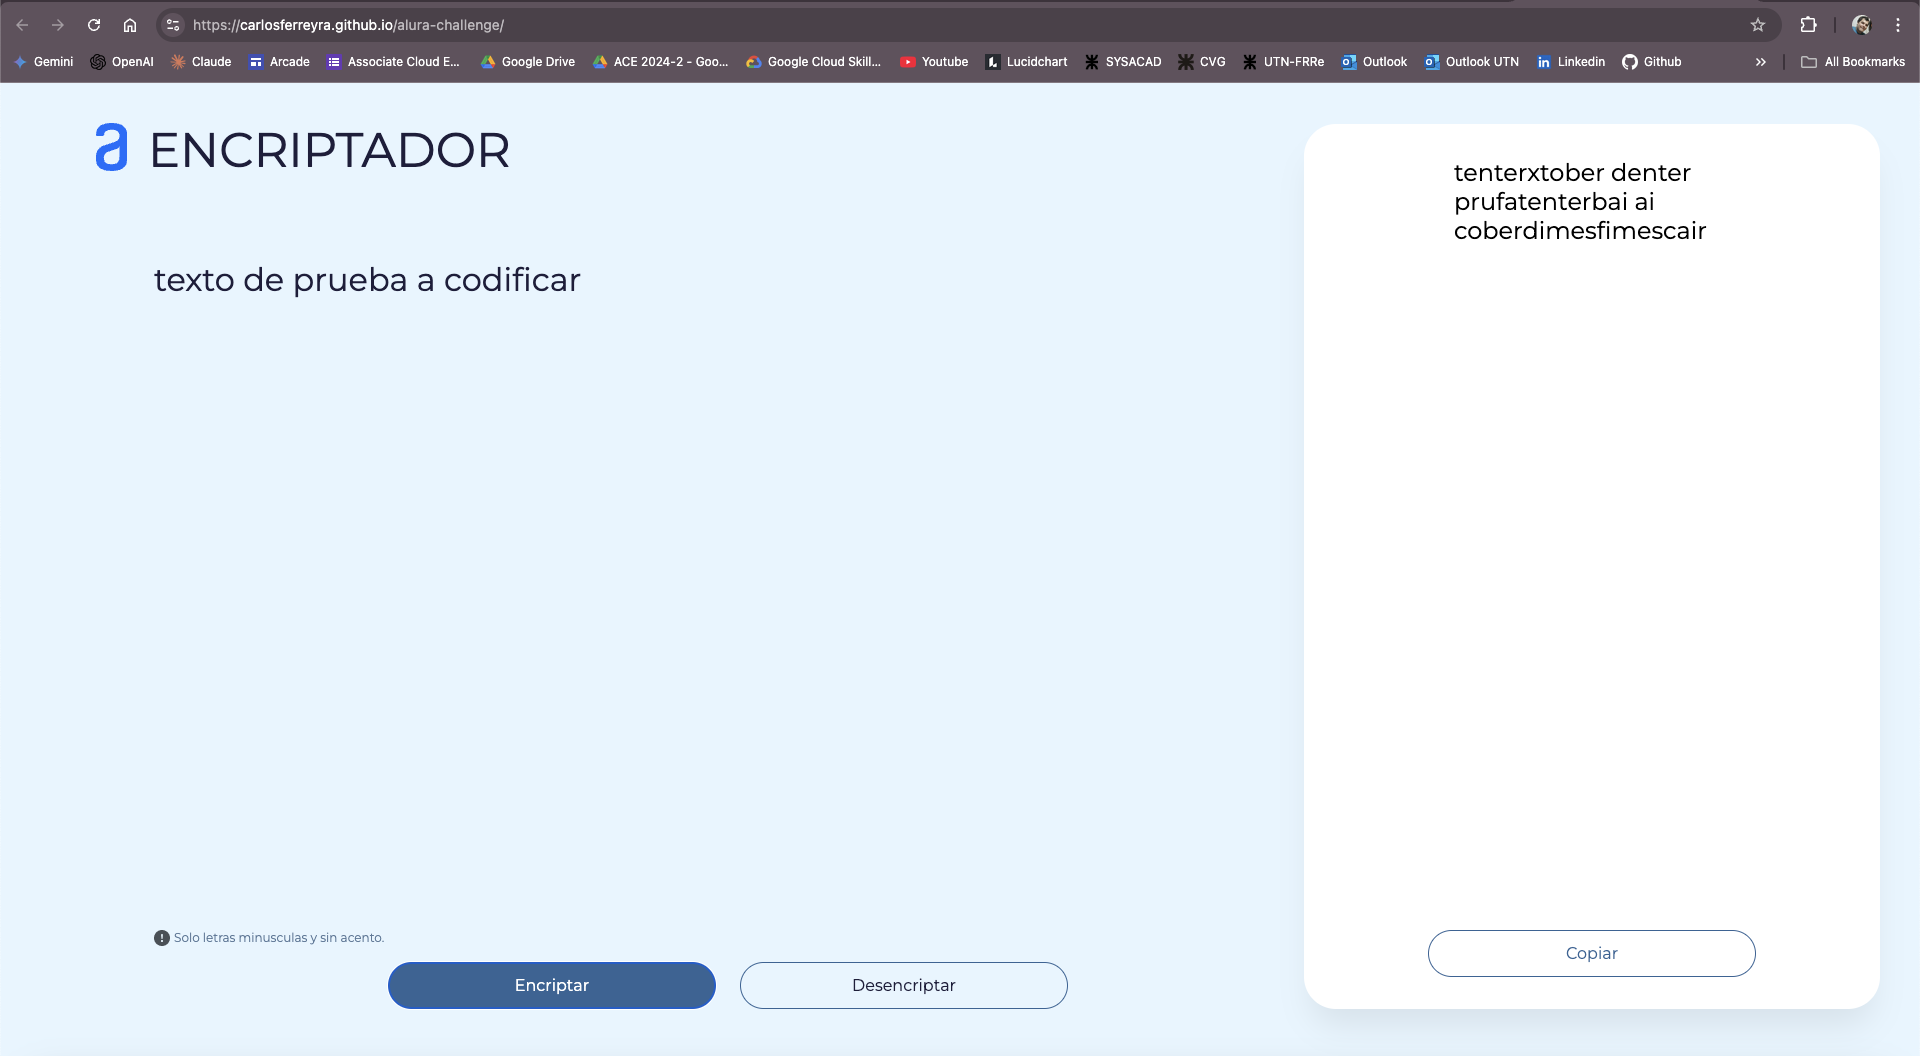 https://carlosferreyra.github.io/alura-challenge/
Gemini OpenAI Claude Arcade Associate Cloud E... Google Drive ACE 2024-2 - Goo... Google Cloud Skill... Youtube Lucidchart SYSACAD CVG UTN-FRRe Outlook Outlook UTN Linkedin Github » All Bookmarks
a ENCRIPTADOR
texto de prueba a codificar
Solo letras minusculas y sin acento.
Encriptar Desencriptar
tenterxtober denter
prufatenterbai ai
coberdimesfimescair
Copiar